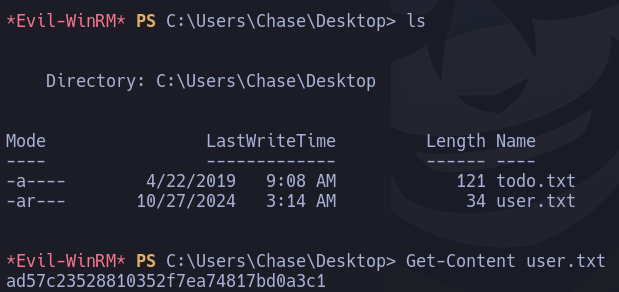 *Evil-WinRM* PS C:\Users\Chase\Desktop> ls
Directory: C:\Users\Chase\Desktop
Mode                LastWriteTime         Length Name
----                -------------         ------ ----
-a----        4/22/2019   9:08 AM            121 todo.txt
-ar---       10/27/2024   3:14 AM             34 user.txt
*Evil-WinRM* PS C:\Users\Chase\Desktop> Get-Content user.txt
ad57c23528810352f7ea74817bd0a3c1